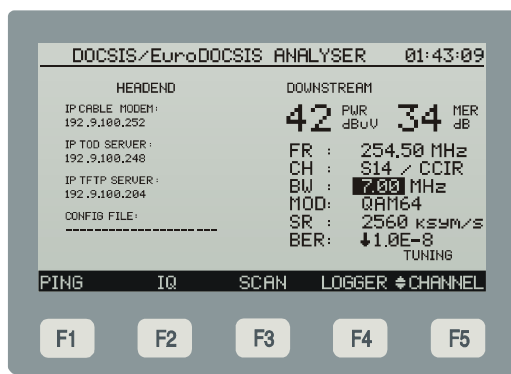 DOCSIS/EuroDOCSIS ANALYSER 01:43:09
HEADEND
IP CABLE MODEM:
192.9.100.252
IP TOD SERVER:
192.9.100.248
IP TFTP SERVER:
192.9.100.204
CONFIG FILE:
DOWNSTREAM
42 PWR dBuV 34 MER dB
FR : 254.50 MHz
CH : S14 / CCIR
BW : 7.00 MHz
MOD: QAM64
SR : 2560 Ksym/s
BER: ↓1.0E-8
TUNING
PING IQ SCAN LOGGER CHANNEL
F1 F2 F3 F4 F5